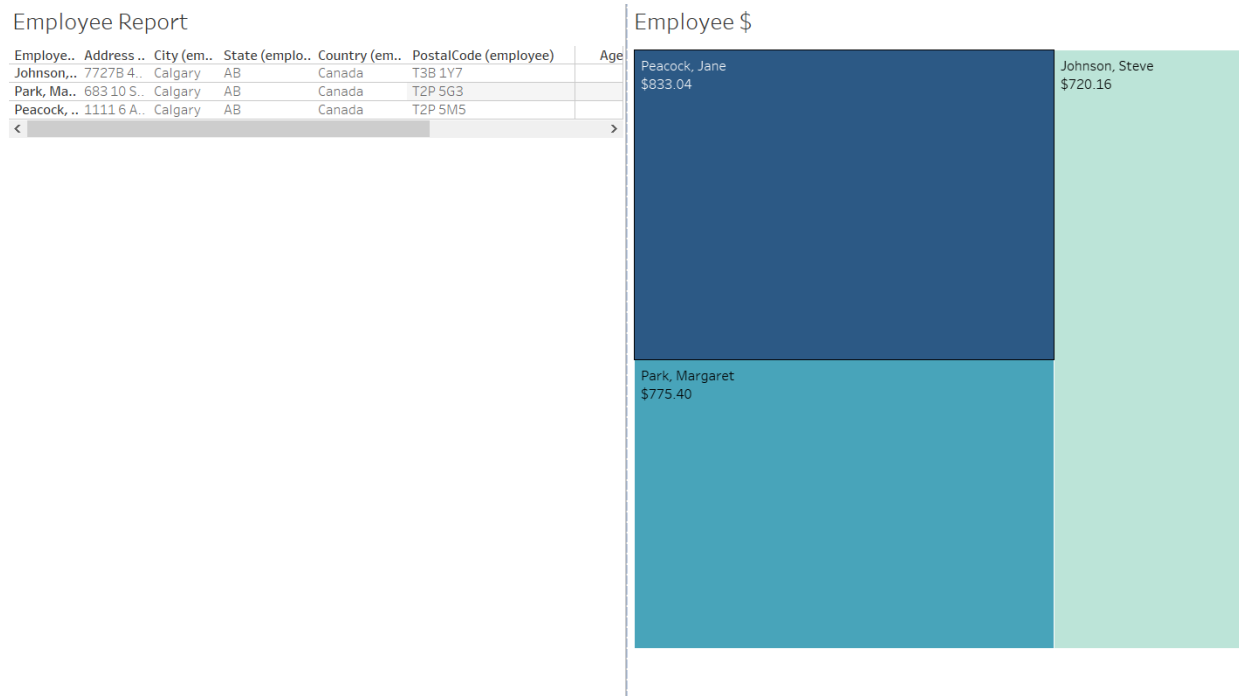 Employee Report
Employe.. Address .. City (em.. State (emplo.. Country (em.. PostalCode (employee) Age
Johnson,.. 7727B 4.. Calgary AB Canada T3B 1Y7
Park, Ma.. 683 10 S.. Calgary AB Canada T2P 5G3
Peacock, .. 1111 6 A.. Calgary AB Canada T2P 5M5
Employee $
Peacock, Jane
$833.04
Johnson, Steve
$720.16
Park, Margaret
$775.40